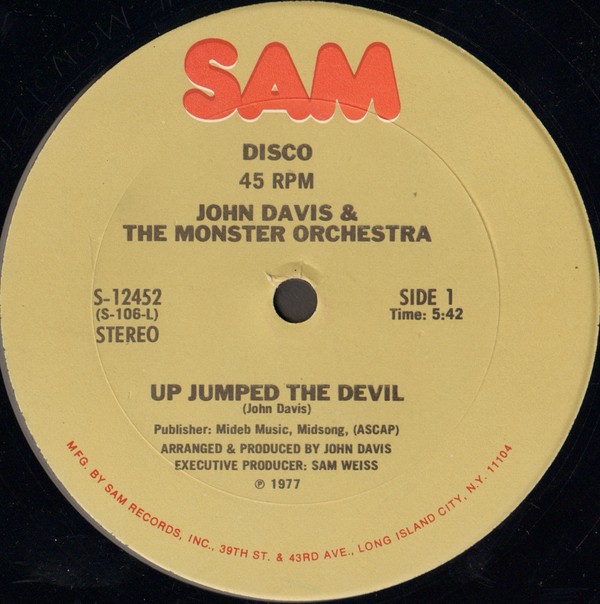 SAM
DISCO
45 RPM
JOHN DAVIS &
THE MONSTER ORCHESTRA
S-12452
(S-106-L)
STEREO
SIDE 1
Time: 5:42
UP JUMPED THE DEVIL
(John Davis)
Publisher: Mideb Music, Midsong, (ASCAP)
ARRANGED & PRODUCED BY JOHN DAVIS
EXECUTIVE PRODUCER: SAM WEISS
℗ 1977
MFG. BY SAM RECORDS, INC., 39TH ST. & 43RD AVE., LONG ISLAND CITY, N.Y. 11104